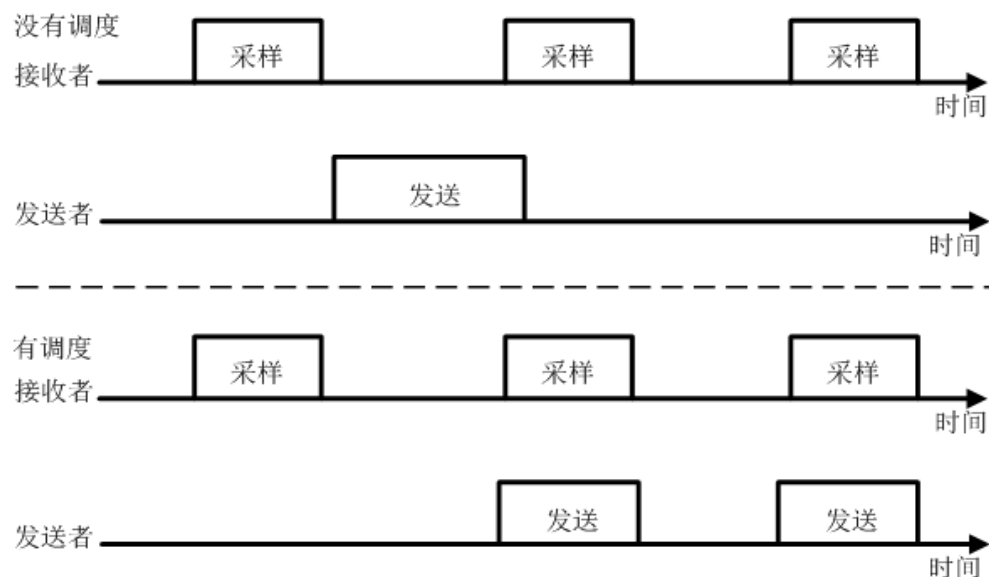 没有调度
采样 采样 采样
接收者
时间
发送
发送者
时间
有调度
采样 采样 采样
接收者
时间
发送 发送
发送者
时间